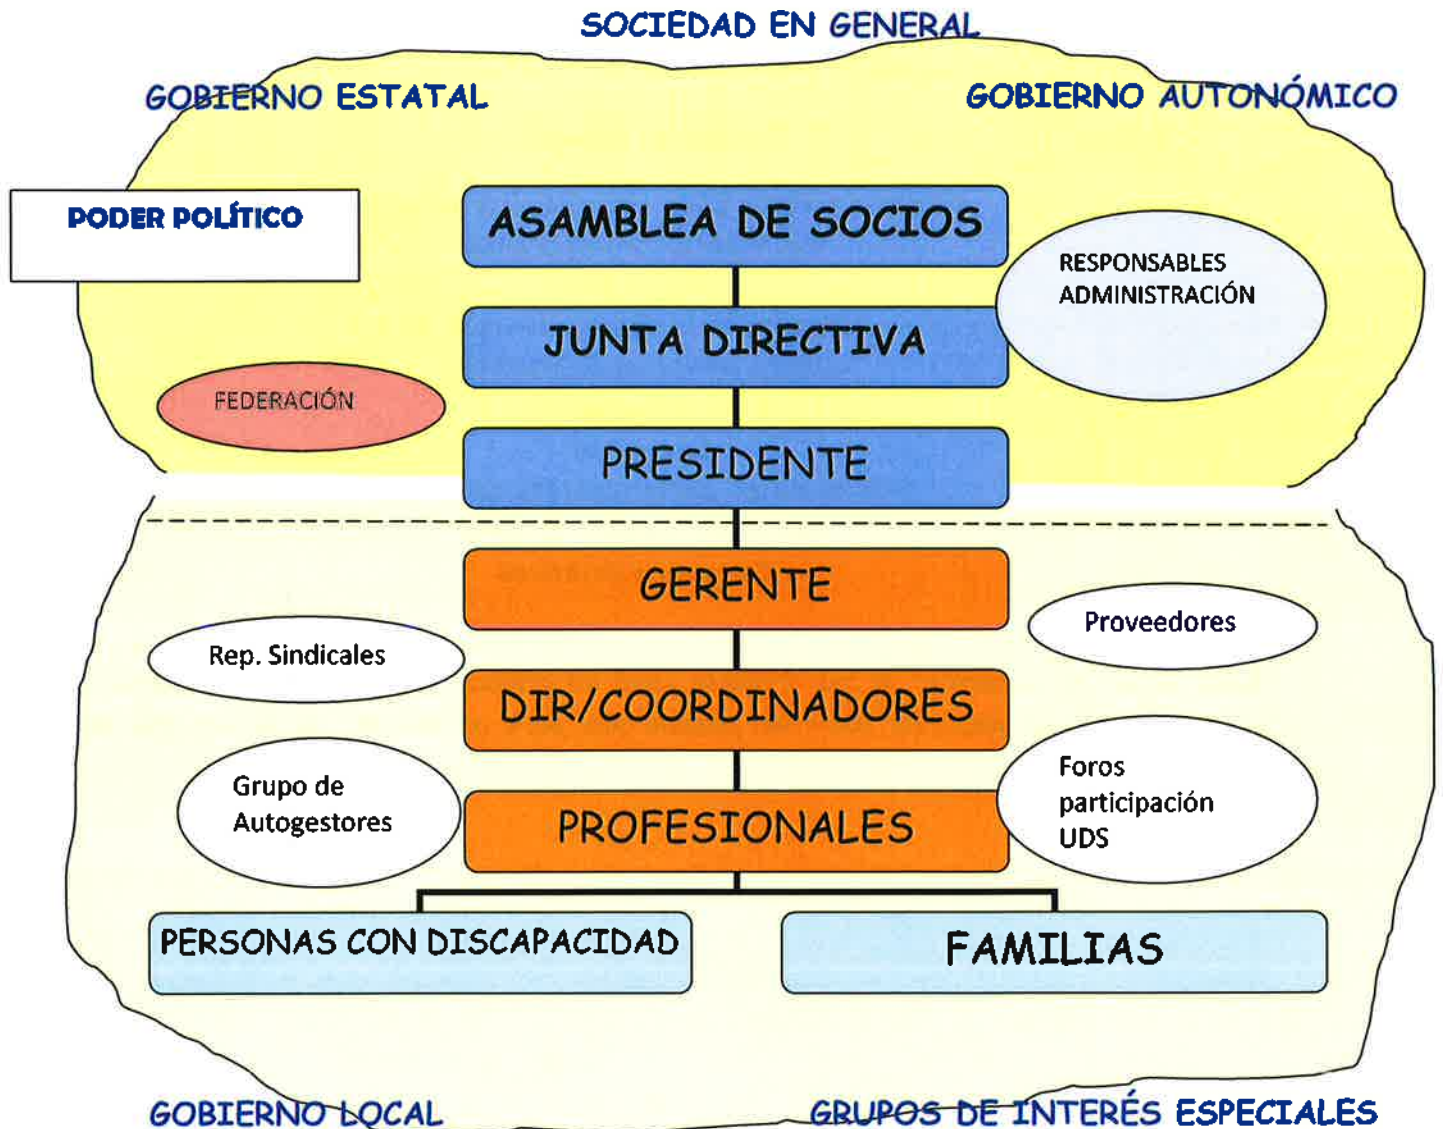 SOCIEDAD EN GENERAL
GOBIERNO ESTATAL
GOBIERNO AUTONÓMICO
PODER POLÍTICO
ASAMBLEA DE SOCIOS
RESPONSABLES
ADMINISTRACIÓN
JUNTA DIRECTIVA
FEDERACIÓN
PRESIDENTE
GERENTE
Proveedores
Rep. Sindicales
DIR/COORDINADORES
Grupo de
Autogestores
Foros
participación
UDS
PROFESIONALES
PERSONAS CON DISCAPACIDAD
FAMILIAS
GOBIERNO LOCAL
GRUPOS DE INTERÉS ESPECIALES